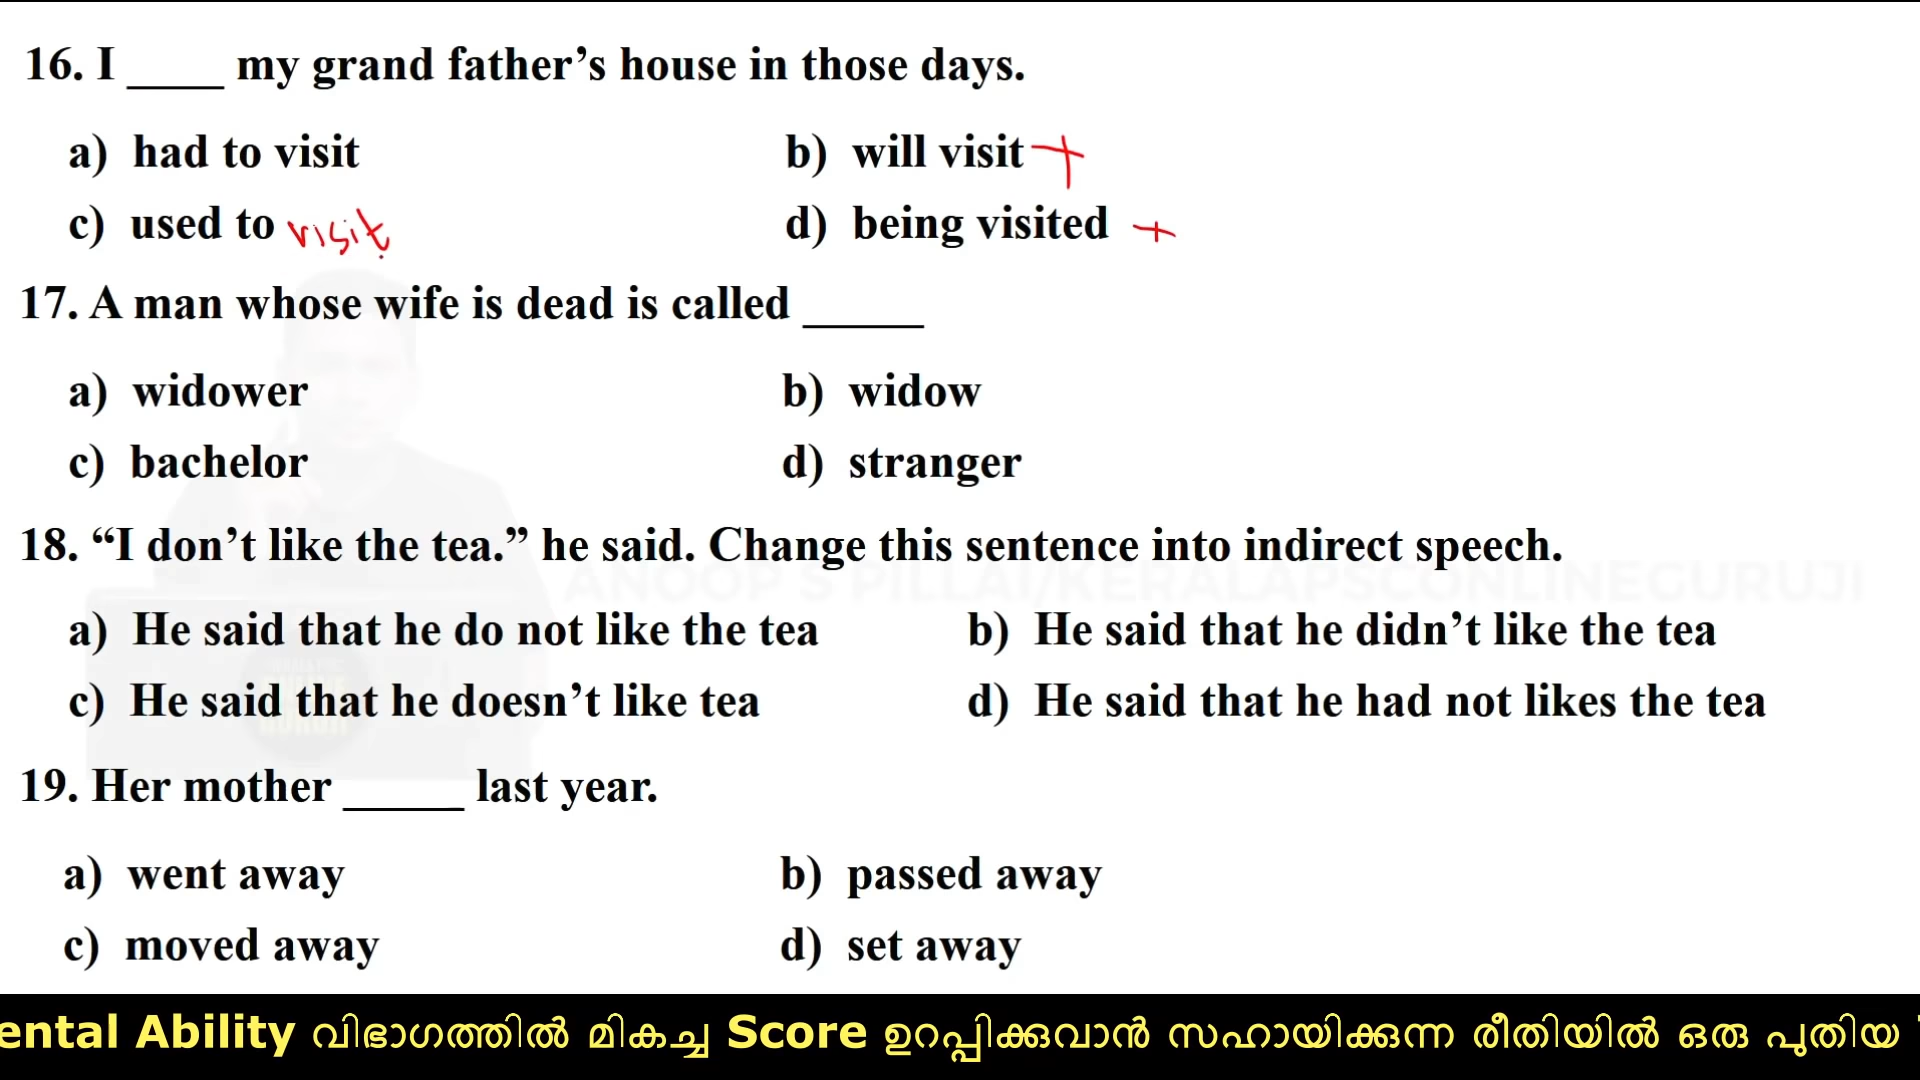 16. I ____ my grand father’s house in those days.
a) had to visit b) will visit +
c) used to visit d) being visited +
17. A man whose wife is dead is called _____
a) widower b) widow
c) bachelor d) stranger
18. “I don’t like the tea.” he said. Change this sentence into indirect speech.
ANOOP S PILLAI/KERALAPSCONLINEGURUJI
a) He said that he do not like the tea b) He said that he didn’t like the tea
c) He said that he doesn’t like tea d) He said that he had not likes the tea
19. Her mother _____ last year.
a) went away b) passed away
c) moved away d) set away
ental Ability വിഭാഗത്തിൽ മികച്ച Score ഉറപ്പിക്കുവാൻ സഹായിക്കുന്ന രീതിയിൽ ഒരു പുതിയ